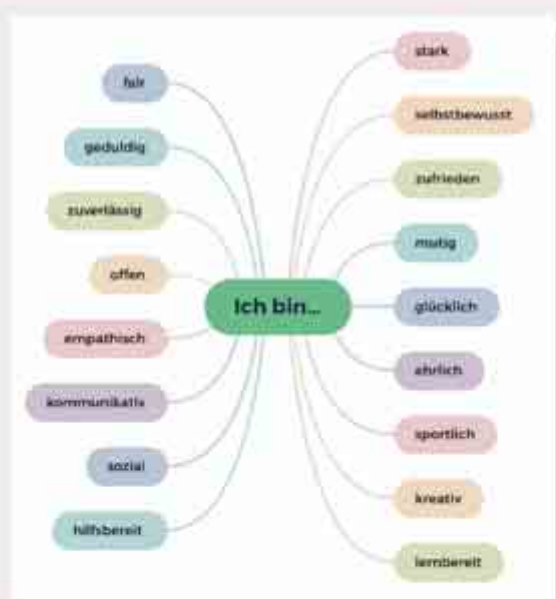 Ich bin...
fair
geduldig
zuverlässig
offen
empathisch
kommunikativ
sozial
hilfsbereit
stark
selbstbewusst
zufrieden
mutig
glücklich
ehrlich
sportlich
kreativ
lernbereit